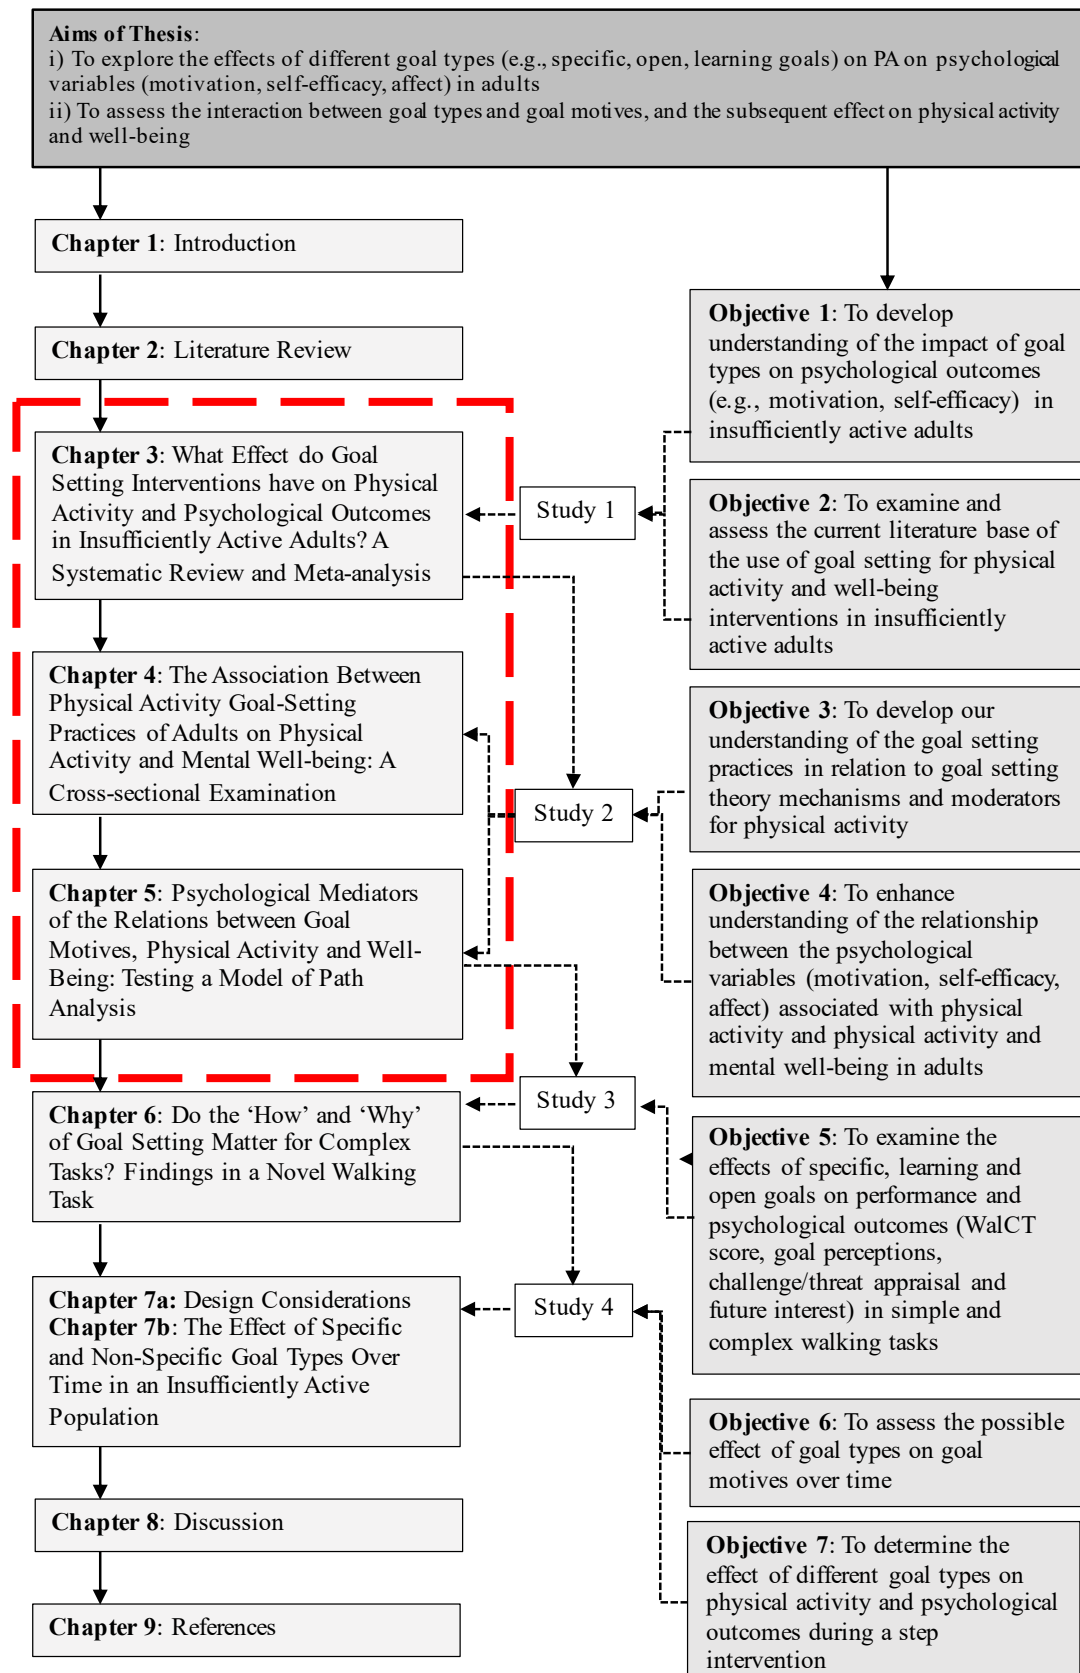 Aims of Thesis:
i) To explore the effects of different goal types (e.g., specific, open, learning goals) on PA on psychological
variables (motivation, self-efficacy, affect) in adults
ii) To assess the interaction between goal types and goal motives, and the subsequent effect on physical activity
and well-being
Chapter 1: Introduction
Chapter 2: Literature Review
Chapter 3: What Effect do Goal
Setting Interventions have on Physical
Activity and Psychological Outcomes
in Insufficiently Active Adults? A
Systematic Review and Meta-analysis
Chapter 4: The Association Between
Physical Activity Goal-Setting
Practices of Adults on Physical
Activity and Mental Well-being: A
Cross-sectional Examination
Chapter 5: Psychological Mediators
of the Relations between Goal
Motives, Physical Activity and Well-
Being: Testing a Model of Path
Analysis
Chapter 6: Do the ‘How’ and ‘Why’
of Goal Setting Matter for Complex
Tasks? Findings in a Novel Walking
Task
Chapter 7a: Design Considerations
Chapter 7b: The Effect of Specific
and Non-Specific Goal Types Over
Time in an Insufficiently Active
Population
Chapter 8: Discussion
Chapter 9: References
Study 1
Study 2
Study 3
Study 4
Objective 1: To develop
understanding of the impact of goal
types on psychological outcomes
(e.g., motivation, self-efficacy) in
insufficiently active adults
Objective 2: To examine and
assess the current literature base of
the use of goal setting for physical
activity and well-being
interventions in insufficiently
active adults
Objective 3: To develop our
understanding of the goal setting
practices in relation to goal setting
theory mechanisms and moderators
for physical activity
Objective 4: To enhance
understanding of the relationship
between the psychological
variables (motivation, self-efficacy,
affect) associated with physical
activity and physical activity and
mental well-being in adults
Objective 5: To examine the
effects of specific, learning and
open goals on performance and
psychological outcomes (WalCT
score, goal perceptions,
challenge/threat appraisal and
future interest) in simple and
complex walking tasks
Objective 6: To assess the possible
effect of goal types on goal
motives over time
Objective 7: To determine the
effect of different goal types on
physical activity and psychological
outcomes during a step
intervention